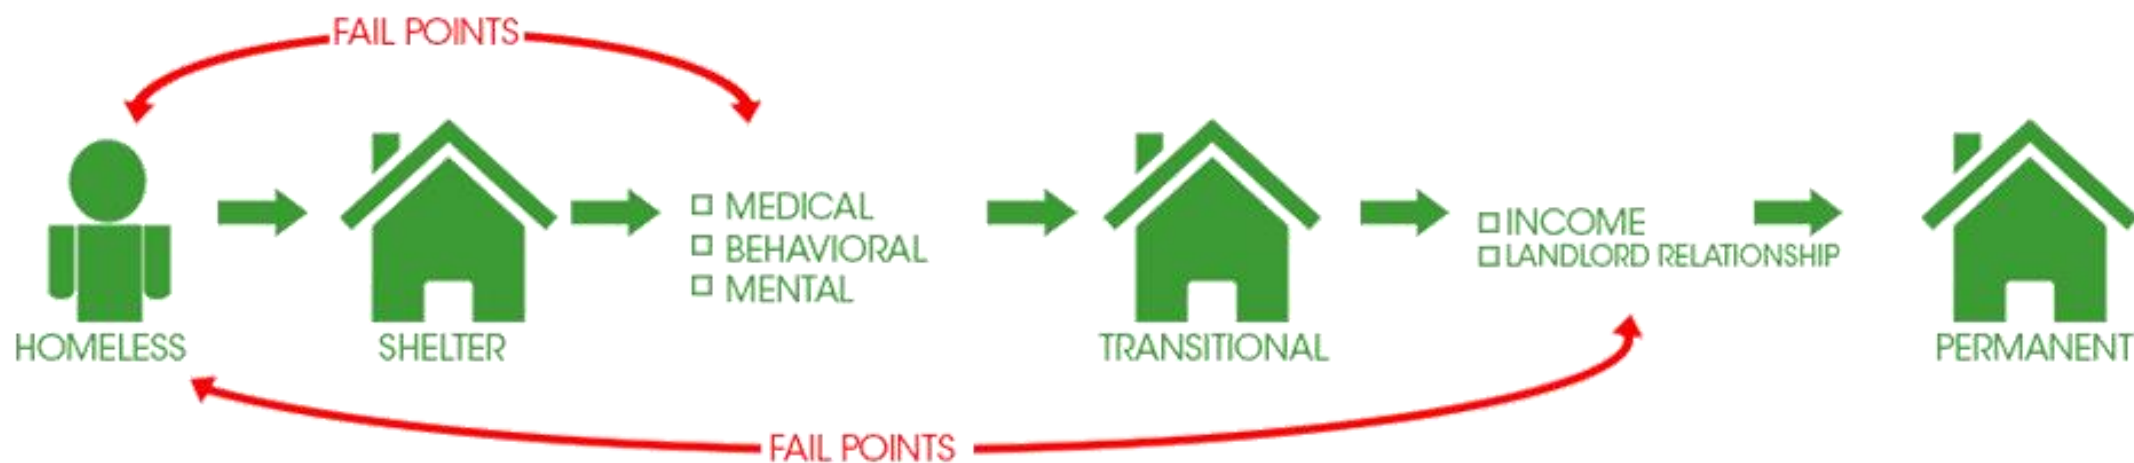 FAIL POINTS
HOMELESS
SHELTER
☐ MEDICAL
☐ BEHAVIORAL
☐ MENTAL
TRANSITIONAL
☐ INCOME
☐ LANDLORD RELATIONSHIP
PERMANENT
FAIL POINTS